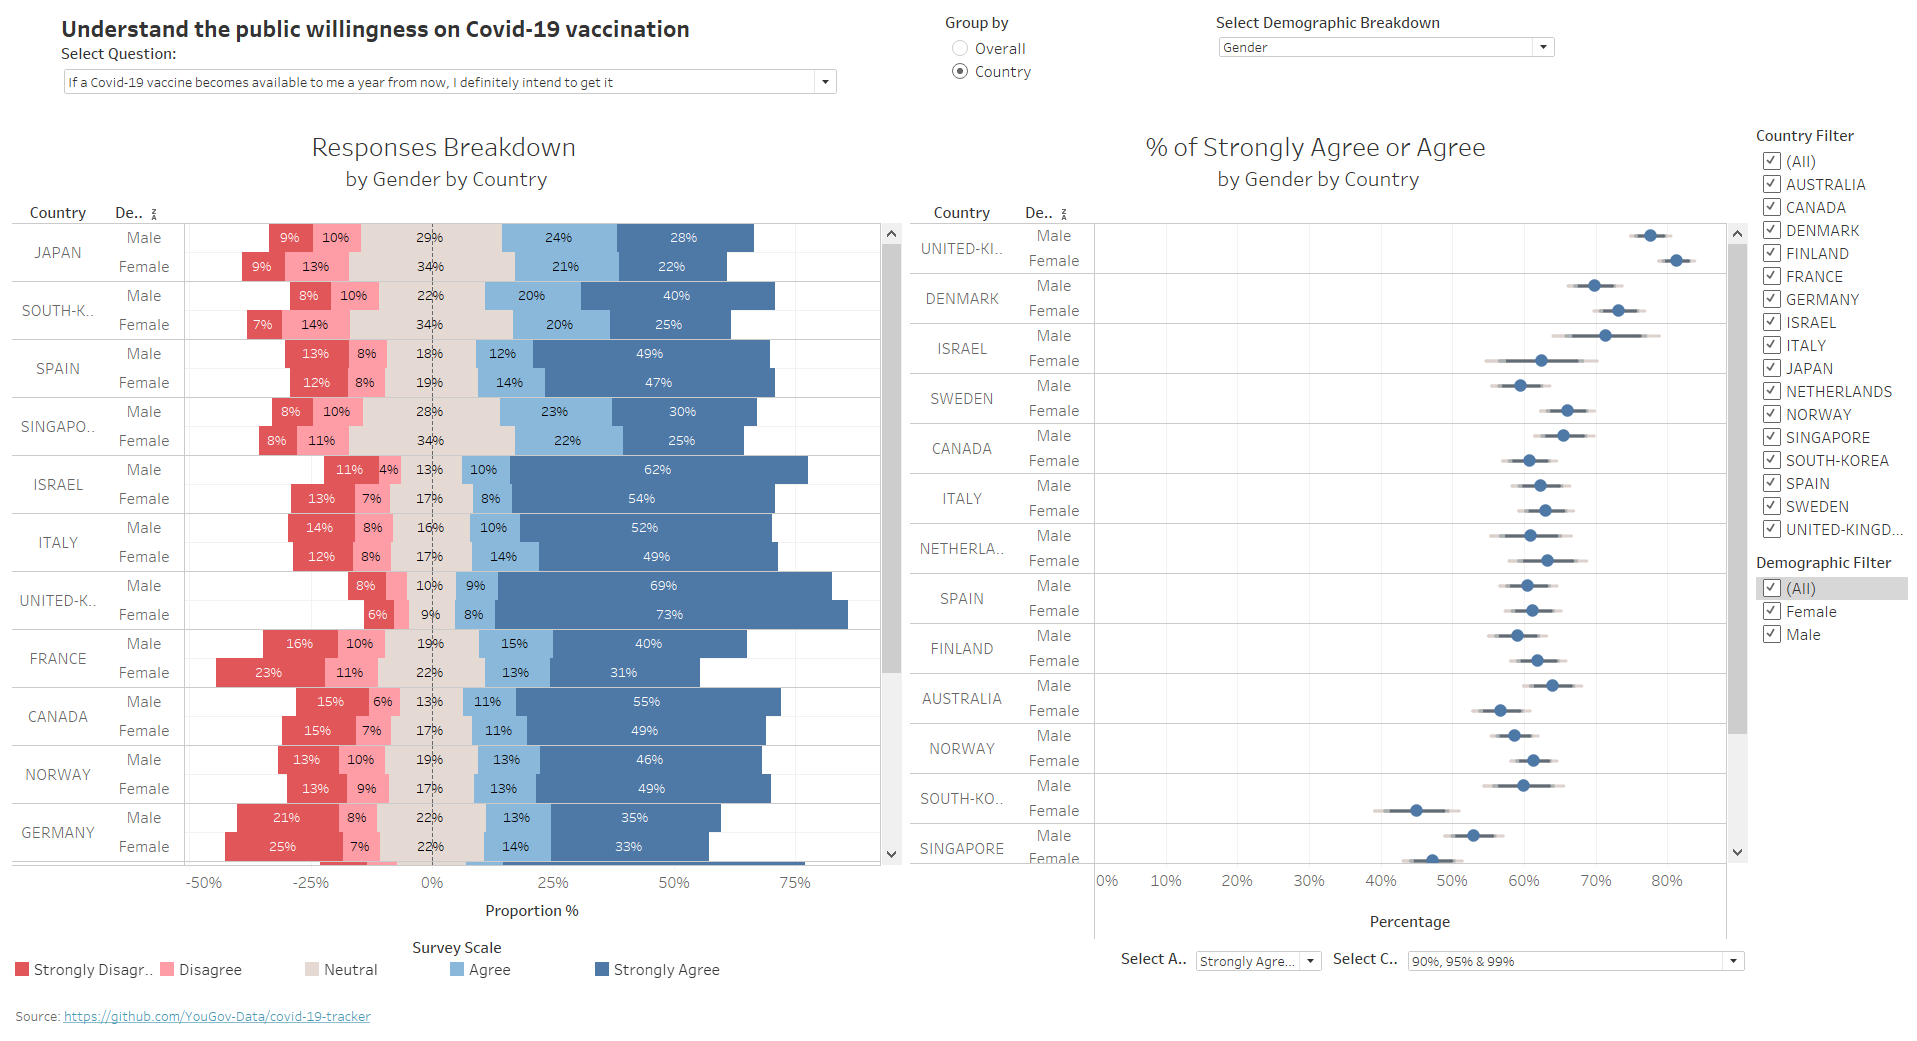 Understand the public willingness on Covid-19 vaccination
Select Question:
If a Covid-19 vaccine becomes available to me a year from now, I definitely intend to get it
Group by
Overall
Country
Select Demographic Breakdown
Gender
Responses Breakdown
by Gender by Country
Country De..
JAPAN
Male 9% 10% 29% 24% 28%
Female 9% 13% 34% 21% 22%
SOUTH-K..
Male 8% 10% 22% 20% 40%
Female 7% 14% 34% 20% 25%
SPAIN
Male 13% 8% 18% 12% 49%
Female 12% 8% 19% 14% 47%
SINGAPO..
Male 8% 10% 28% 23% 30%
Female 8% 11% 34% 22% 25%
ISRAEL
Male 11% 4% 13% 10% 62%
Female 13% 7% 17% 8% 54%
ITALY
Male 14% 8% 16% 10% 52%
Female 12% 8% 17% 14% 49%
UNITED-K..
Male 8% 10% 9% 69%
Female 6% 9% 8% 73%
FRANCE
Male 16% 10% 19% 15% 40%
Female 23% 11% 22% 13% 31%
CANADA
Male 15% 6% 13% 11% 55%
Female 15% 7% 17% 11% 49%
NORWAY
Male 13% 10% 19% 13% 46%
Female 13% 9% 17% 13% 49%
GERMANY
Male 21% 8% 22% 13% 35%
Female 25% 7% 22% 14% 33%
-50% -25% 0% 25% 50% 75%
Proportion %
Survey Scale
Strongly Disagr.. Disagree Neutral Agree Strongly Agree
Source: https://github.com/YouGov-Data/covid-19-tracker
% of Strongly Agree or Agree
by Gender by Country
Country De..
UNITED-KI..
Male
Female
DENMARK
Male
Female
ISRAEL
Male
Female
SWEDEN
Male
Female
CANADA
Male
Female
ITALY
Male
Female
NETHERLA..
Male
Female
SPAIN
Male
Female
FINLAND
Male
Female
AUSTRALIA
Male
Female
NORWAY
Male
Female
SOUTH-KO..
Male
Female
SINGAPORE
Male
Female
0% 10% 20% 30% 40% 50% 60% 70% 80%
Percentage
Select A.. Strongly Agre... Select C.. 90%, 95% & 99%
Country Filter
(All)
AUSTRALIA
CANADA
DENMARK
FINLAND
FRANCE
GERMANY
ISRAEL
ITALY
JAPAN
NETHERLANDS
NORWAY
SINGAPORE
SOUTH-KOREA
SPAIN
SWEDEN
UNITED-KINGD...
Demographic Filter
(All)
Female
Male